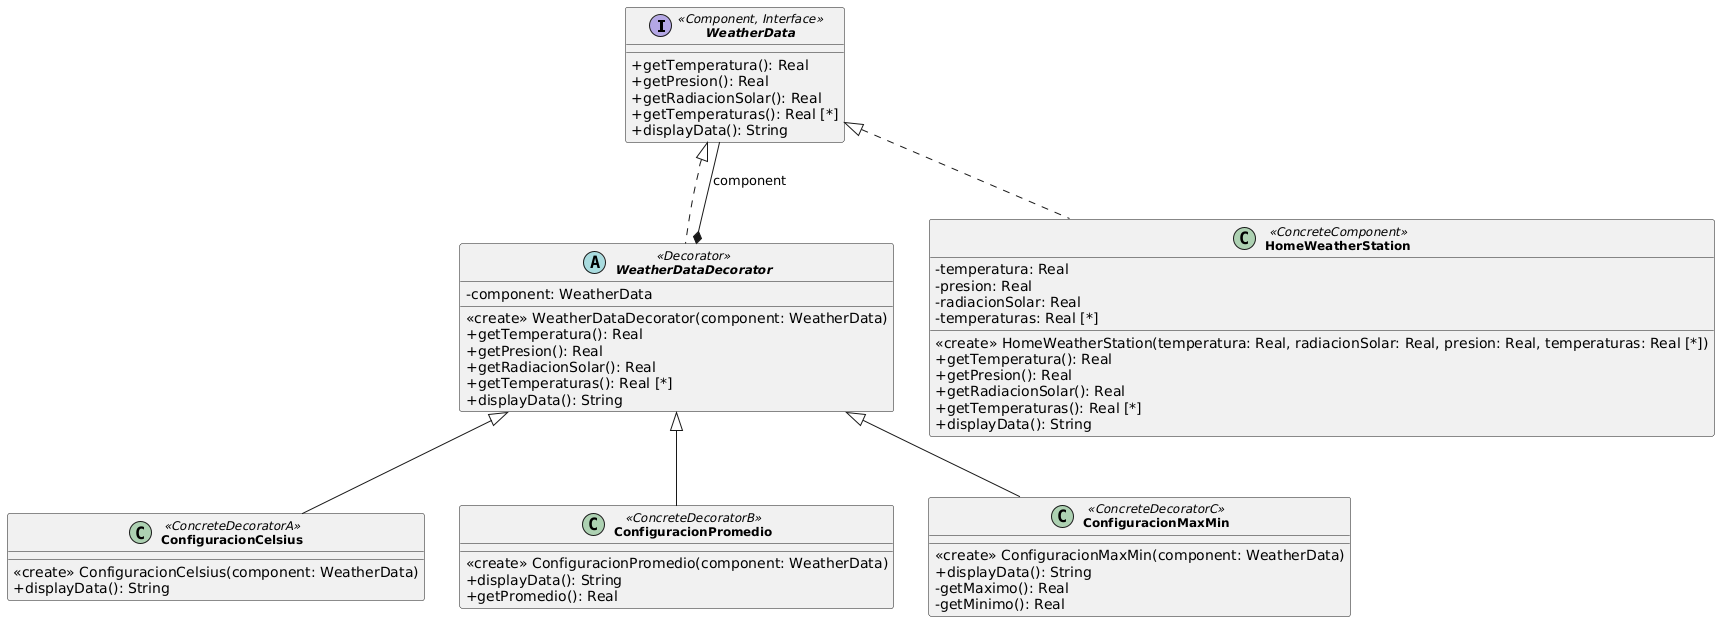 I
«Component, Interface»
WeatherData
+getTemperatura(): Real
+getPresion(): Real
+getRadiacionSolar(): Real
+getTemperaturas(): Real [*]
+displayData(): String
component
A
«Decorator»
WeatherDataDecorator
-component: WeatherData
«create» WeatherDataDecorator(component: WeatherData)
+getTemperatura(): Real
+getPresion(): Real
+getRadiacionSolar(): Real
+getTemperaturas(): Real [*]
+displayData(): String
C
«ConcreteComponent»
HomeWeatherStation
-temperatura: Real
-presion: Real
-radiacionSolar: Real
-temperaturas: Real [*]
«create» HomeWeatherStation(temperatura: Real, radiacionSolar: Real, presion: Real, temperaturas: Real [*])
+getTemperatura(): Real
+getPresion(): Real
+getRadiacionSolar(): Real
+getTemperaturas(): Real [*]
+displayData(): String
C
«ConcreteDecoratorA»
ConfiguracionCelsius
«create» ConfiguracionCelsius(component: WeatherData)
+displayData(): String
C
«ConcreteDecoratorB»
ConfiguracionPromedio
«create» ConfiguracionPromedio(component: WeatherData)
+displayData(): String
+getPromedio(): Real
C
«ConcreteDecoratorC»
ConfiguracionMaxMin
«create» ConfiguracionMaxMin(component: WeatherData)
+displayData(): String
-getMaximo(): Real
-getMinimo(): Real